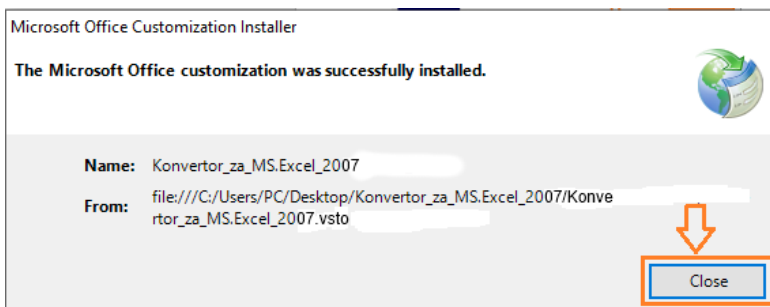 Microsoft Office Customization Installer
The Microsoft Office customization was successfully installed.
Name: Konvertor_za_MS.Excel_2007
From: file:///C:/Users/PC/Desktop/Konvertor_za_MS.Excel_2007/Konve
rtor_za_MS.Excel_2007.vsto
Close